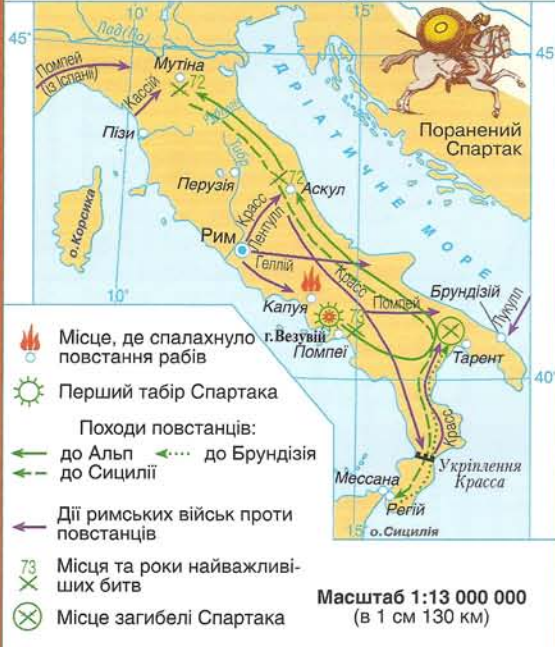 10°
15°
45°
Пад(По)
Помпей
(із Іспанії)
Мутіна
72
Кассій
АДРІАТИЧНЕ МОРЕ
Поранений
Спартак
Пізи
Рубікон
Тибр
Перузія
72
Аскул
о.Корсика
Красс
Лентулл
Рим
Геллій
Красс
10°
Капуя
Помпей
Брундізій
Лукулл
г.Везувій
73
Помпеї
Тарент
40°
Красс
Укріплення
Красса
Мессана
Регій
15°
о.Сицилія
Місце, де спалахнуло
повстання рабів
Перший табір Спартака
Походи повстанців:
до Альп
до Брундізія
до Сицилії
Дії римських військ проти
повстанців
73
Місця та роки найважливі-
ших битв
Місце загибелі Спартака
Масштаб 1:13 000 000
(в 1 см 130 км)